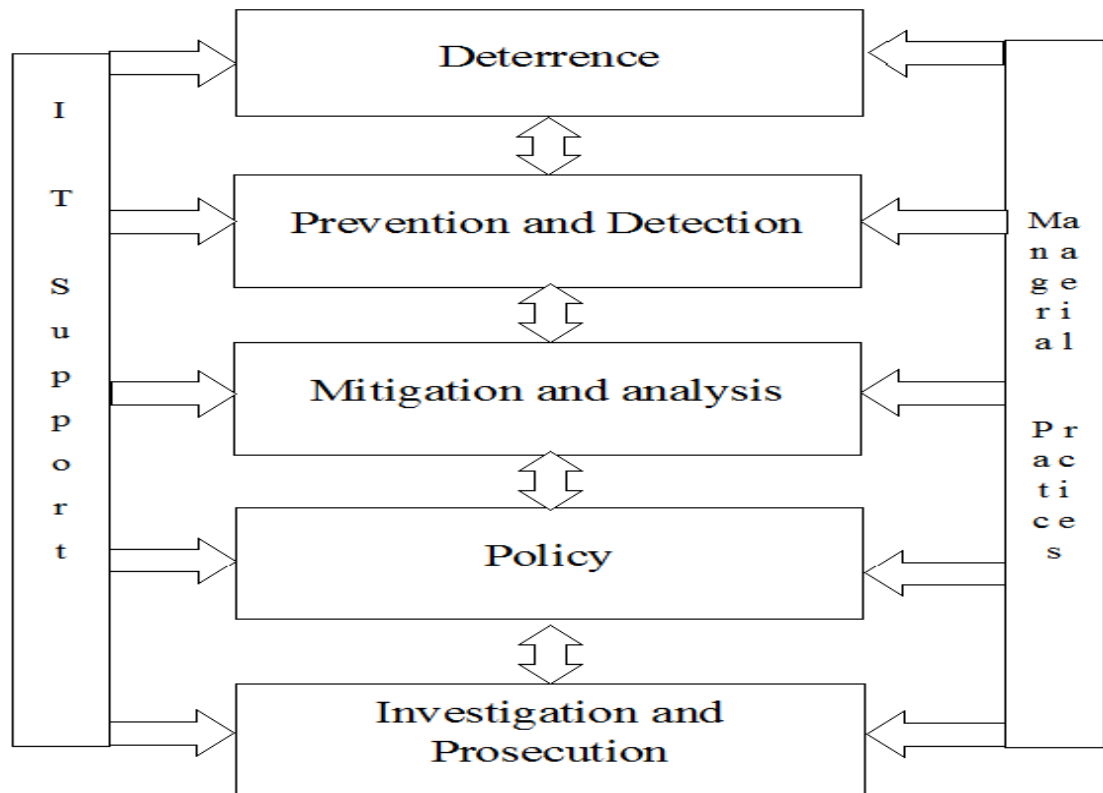 Deterrence
Prevention and Detection
Mitigation and analysis
Policy
Investigation and
Prosecution
I
T
S
u
p
p
o
r
t
Ma
n a
g e
r i
a l
P r
a c
t i
c e
s